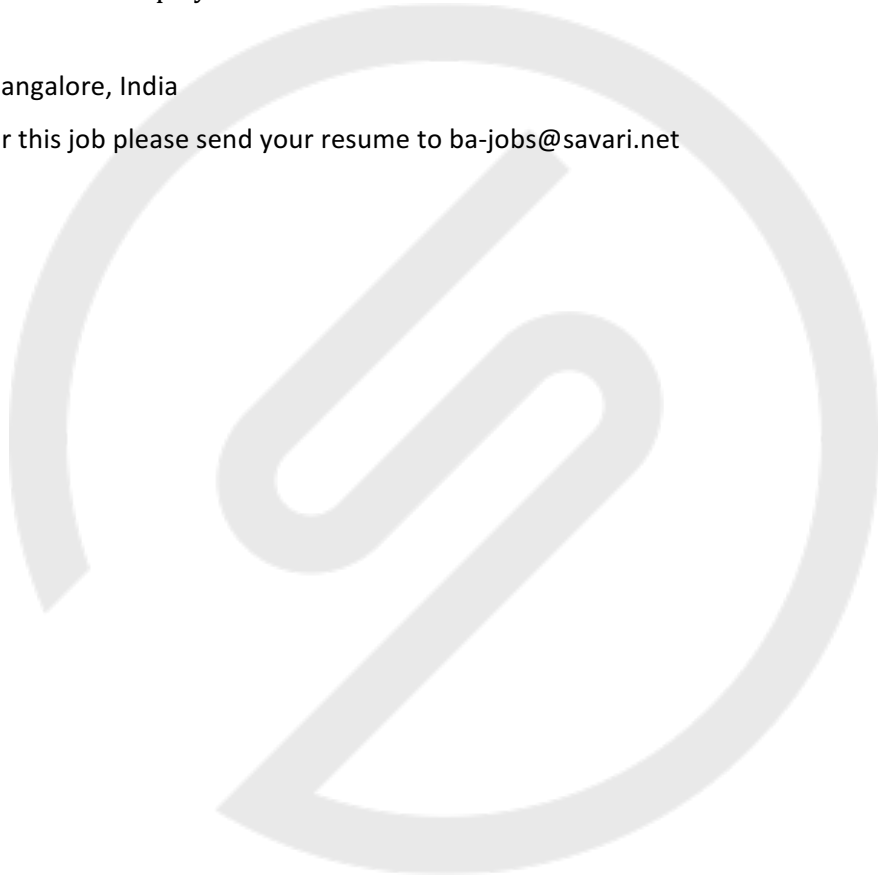 angalore, India
r this job please send your resume to ba-jobs@savari.net